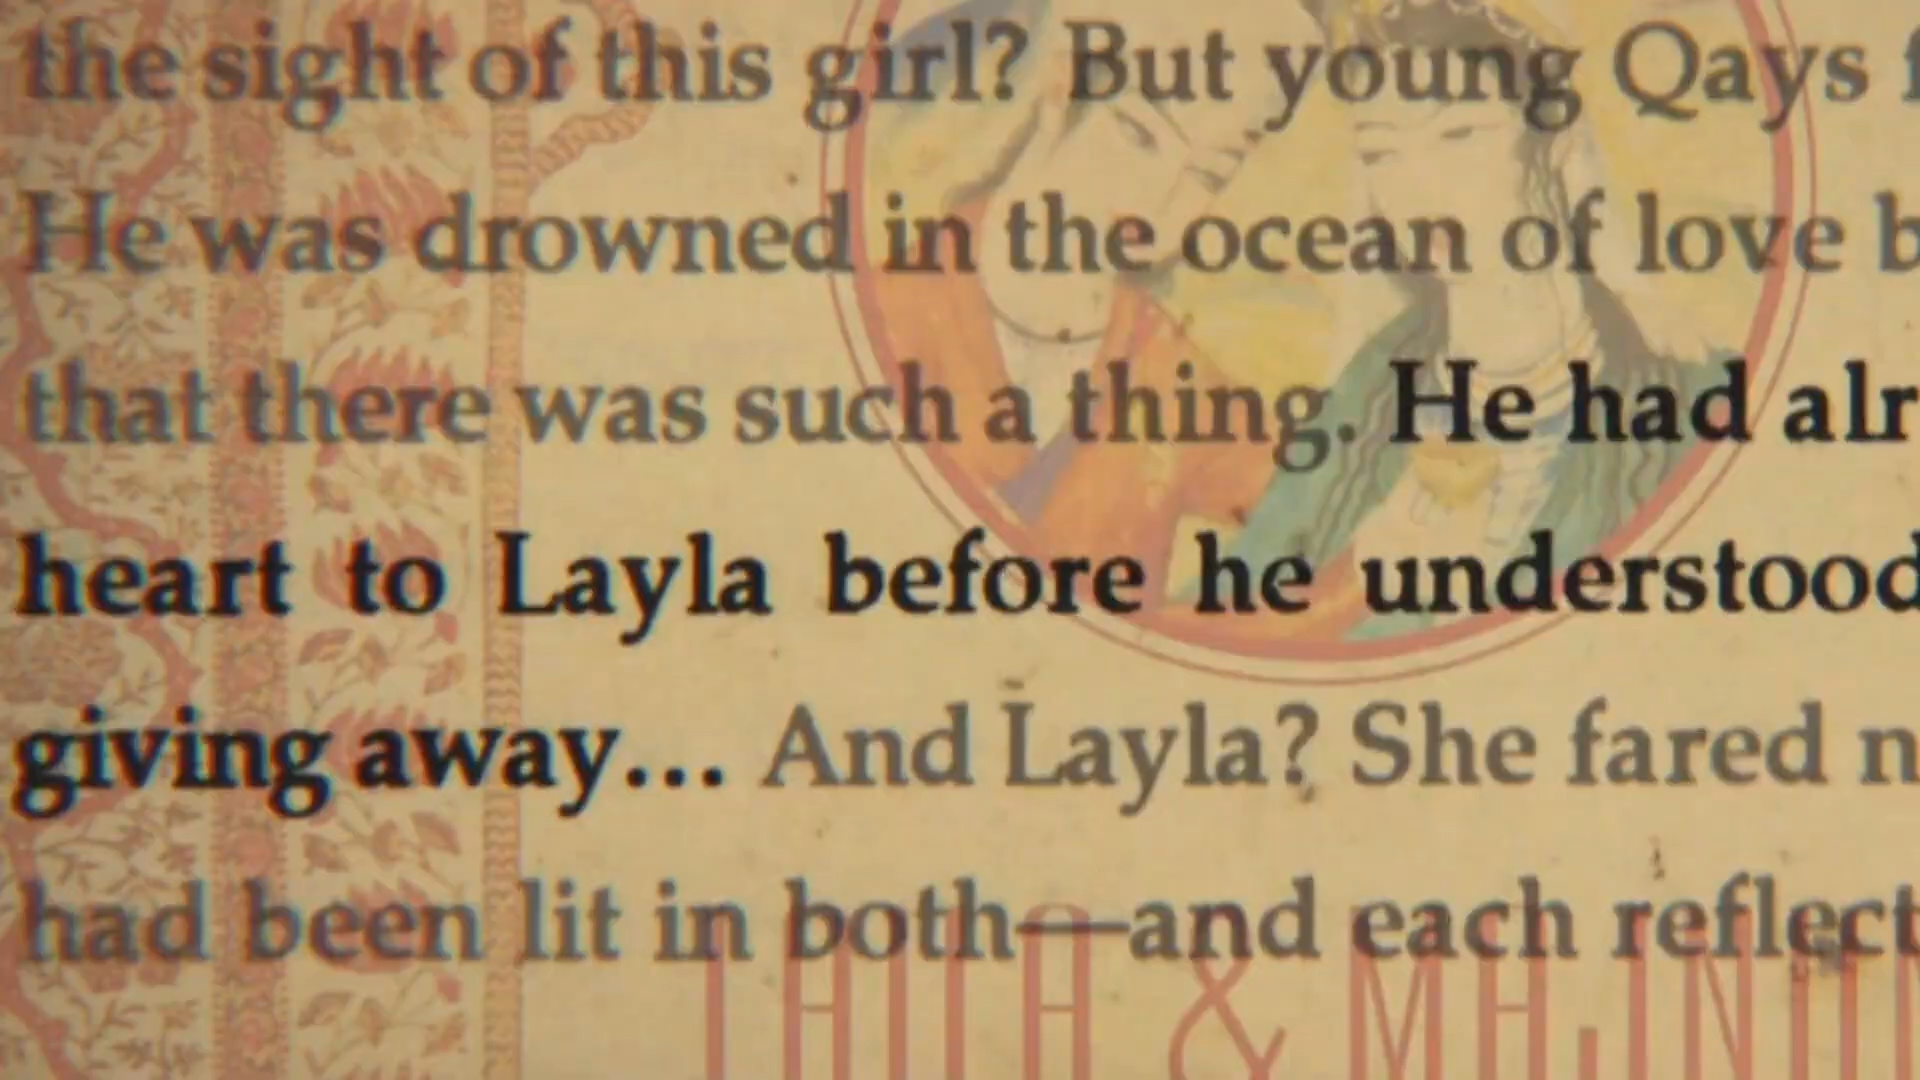 the sight of this girl? But young Qays
He was drowned in the ocean of love
that there was such a thing. He had
heart to Layla before he understood
giving away... And Layla? She fared
had been lit in both—and each reflect
LAILA & MAJNUN